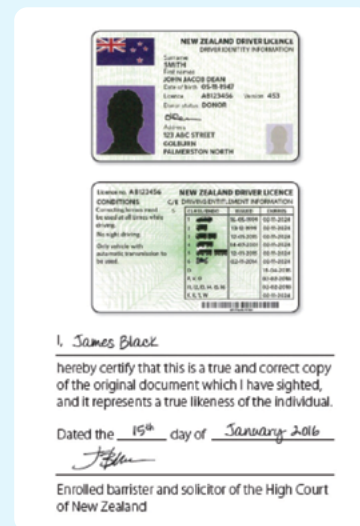 NEW ZEALAND DRIVER LICENCE
DRIVER IDENTITY INFORMATION
Surname
SMITH
First names
JOHN JACOB DEAN
Date of birth 05-11-1947
Licence AB123456 Version 453
Donor status DONOR
Address
123 ABC STREET
GOLBURN
PALMERSTON NORTH
Licence no. AB123456 NEW ZEALAND DRIVER LICENCE
CONDITIONS C/E DRIVING ENTITLEMENT INFORMATION
Correcting lenses must
be used at all times while
driving.
No night driving
Only vehicle with
automatic transmission to
be used.
I, James Black
hereby certify that this is a true and correct copy
of the original document which I have sighted,
and it represents a true likeness of the individual.
Dated the 15th day of January 2016
Enrolled barrister and solicitor of the High Court
of New Zealand